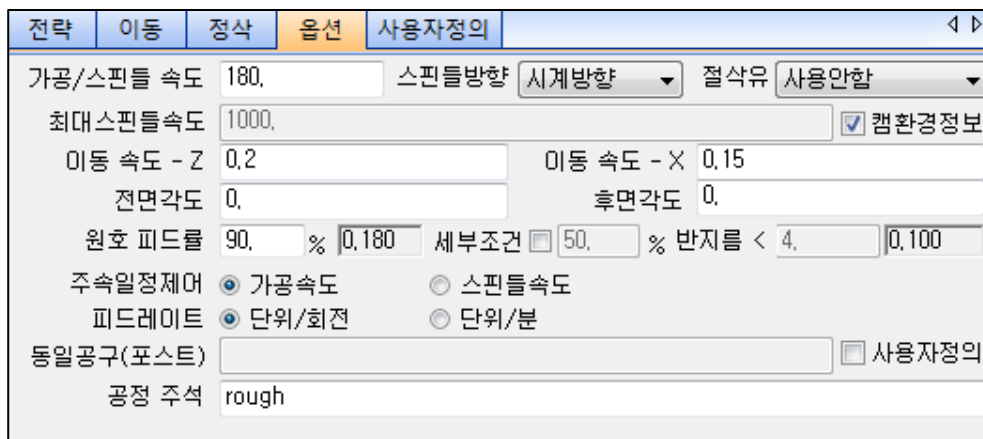 전략 이동 정삭 옵션 사용자정의
가공/스핀들 속도 180, 스핀들방향 시계방향 절삭유 사용안함
최대스핀들속도 1000, 캠환경정보
이동 속도 - Z 0,2 이동 속도 - X 0,15
전면각도 0, 후면각도 0,
원호 피드률 90, % 0,180 세부조건 50, % 반지름 < 4, 0,100
주속일정제어 가공속도 스핀들속도
피드레이트 단위/회전 단위/분
동일공구(포스트) 사용자정의
공정 주석 rough